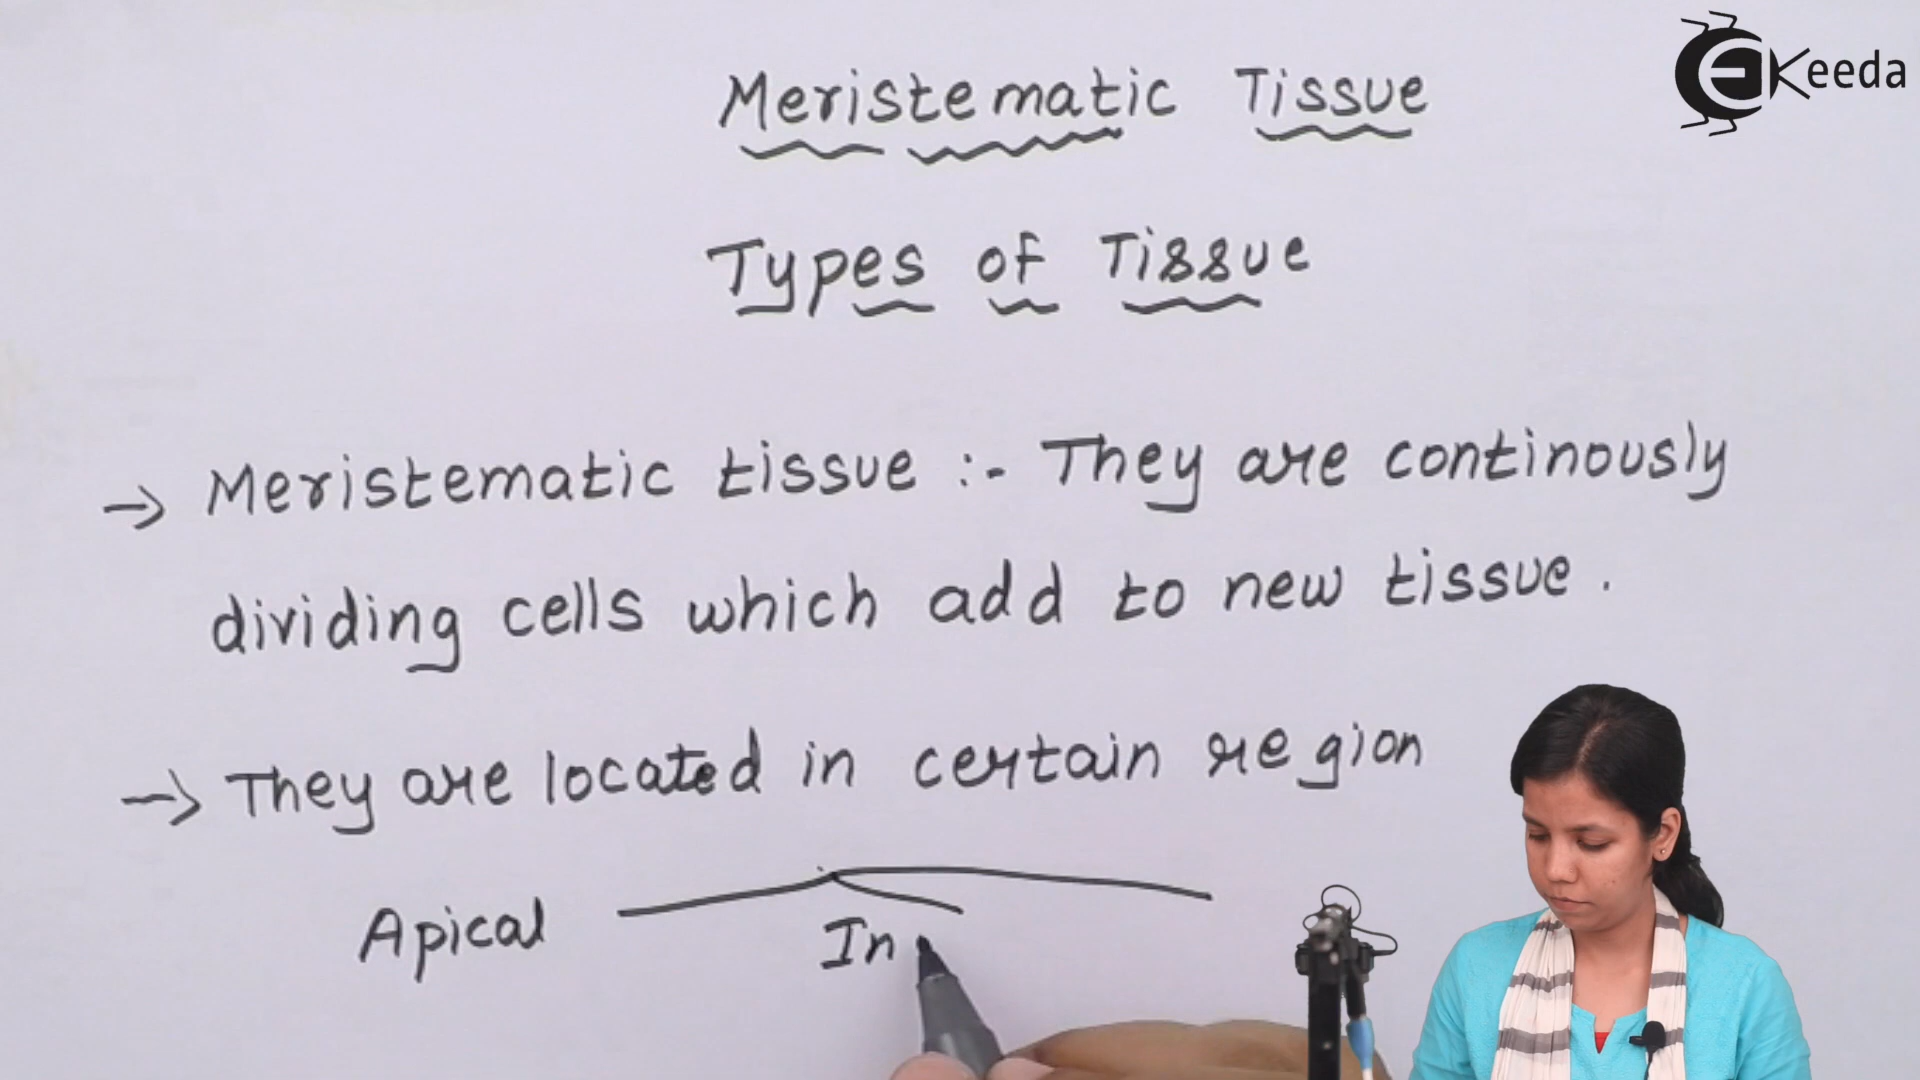 EKeeda
Meristematic Tissue
Types of Tissue
→ Meristematic tissue :- They are continously
dividing cells which add to new tissue.
→ They are located in certain region
Apical In